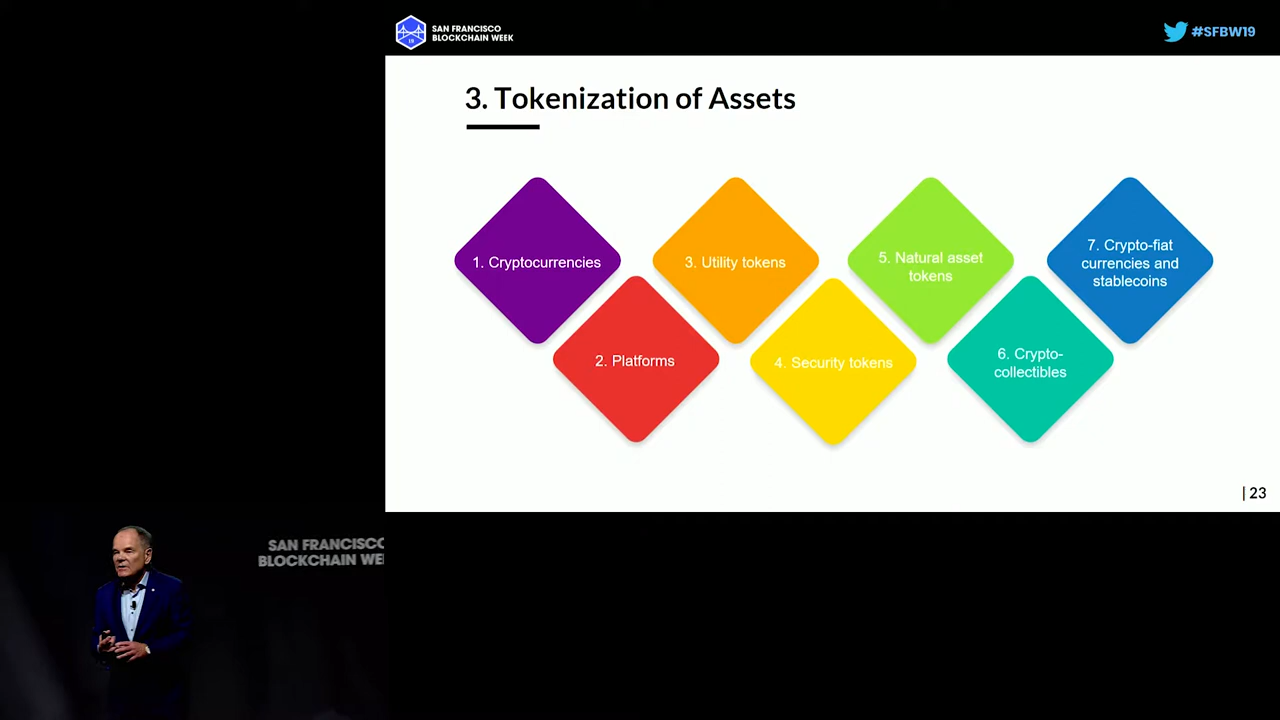 SAN FRANCISCO
BLOCKCHAIN WEEK
19
#SFBW19
3. Tokenization of Assets
1. Cryptocurrencies
2. Platforms
3. Utility tokens
4. Security tokens
5. Natural asset
tokens
6. Crypto-
collectibles
7. Crypto-fiat
currencies and
stablecoins
| 23
SAN FRANCISCO
BLOCKCHAIN WE